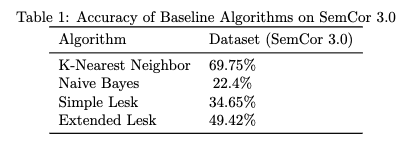 Table 1: Accuracy of Baseline Algorithms on SemCor 3.0
Algorithm Dataset (SemCor 3.0)
K-Nearest Neighbor 69.75%
Naive Bayes 22.4%
Simple Lesk 34.65%
Extended Lesk 49.42%